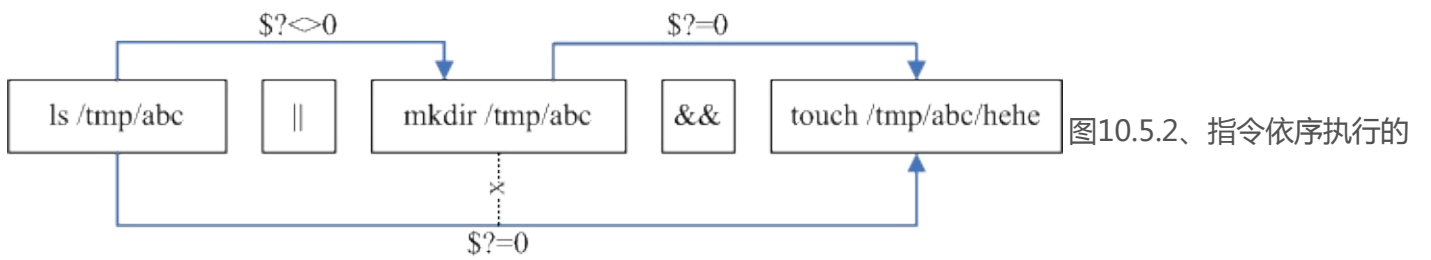 $?<>0
$?=0
ls /tmp/abc
||
mkdir /tmp/abc
&&
touch /tmp/abc/hehe
图10.5.2、指令依序执行的
x
$?=0